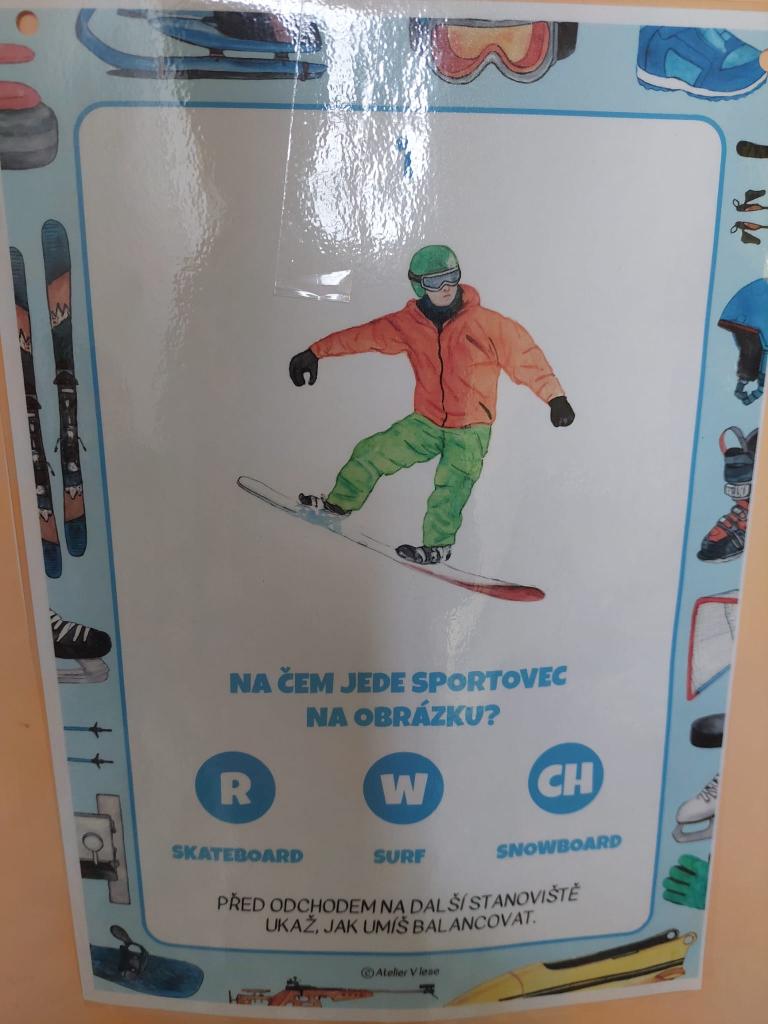 NA ČEM JEDE SPORTOVEC
NA OBRÁZKU?
R W CH
SKATEBOARD SURF SNOWBOARD
PŘED ODCHODEM NA DALŠÍ STANOVIŠTĚ
UKAŽ, JAK UMÍŠ BALANCOVAT.
© Atelier V lese